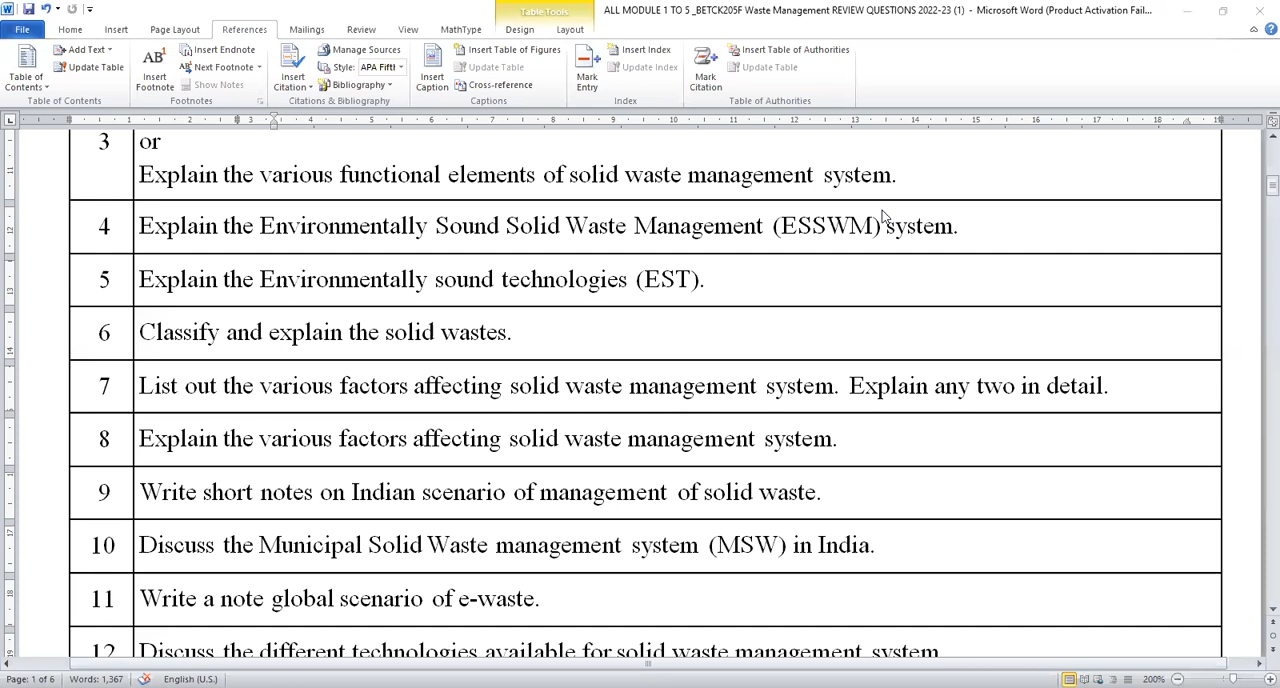 ALL MODULE 1 TO 5 _BETCK205F Waste Management REVIEW QUESTIONS 2022-23 (1) - Microsoft Word (Product Activation Fail...
Table Tools
File Home Insert Page Layout References Mailings Review View MathType Design Layout
Table of Contents
Add Text
Update Table
Table of Contents
AB¹
Insert Footnote
Insert Endnote
Next Footnote
Show Notes
Footnotes
Insert Citation
Manage Sources
Style: APA Fift
Bibliography
Citations & Bibliography
Insert Caption
Insert Table of Figures
Update Table
Cross-reference
Captions
Mark Entry
Insert Index
Update Index
Index
Mark Citation
Insert Table of Authorities
Update Table
Table of Authorities
3 or
Explain the various functional elements of solid waste management system.
4 Explain the Environmentally Sound Solid Waste Management (ESSWM) system.
5 Explain the Environmentally sound technologies (EST).
6 Classify and explain the solid wastes.
7 List out the various factors affecting solid waste management system. Explain any two in detail.
8 Explain the various factors affecting solid waste management system.
9 Write short notes on Indian scenario of management of solid waste.
10 Discuss the Municipal Solid Waste management system (MSW) in India.
11 Write a note global scenario of e-waste.
12 Discuss the different technologies available for solid waste management system
Page: 1 of 6 Words: 1,367 English (U.S.) 200%